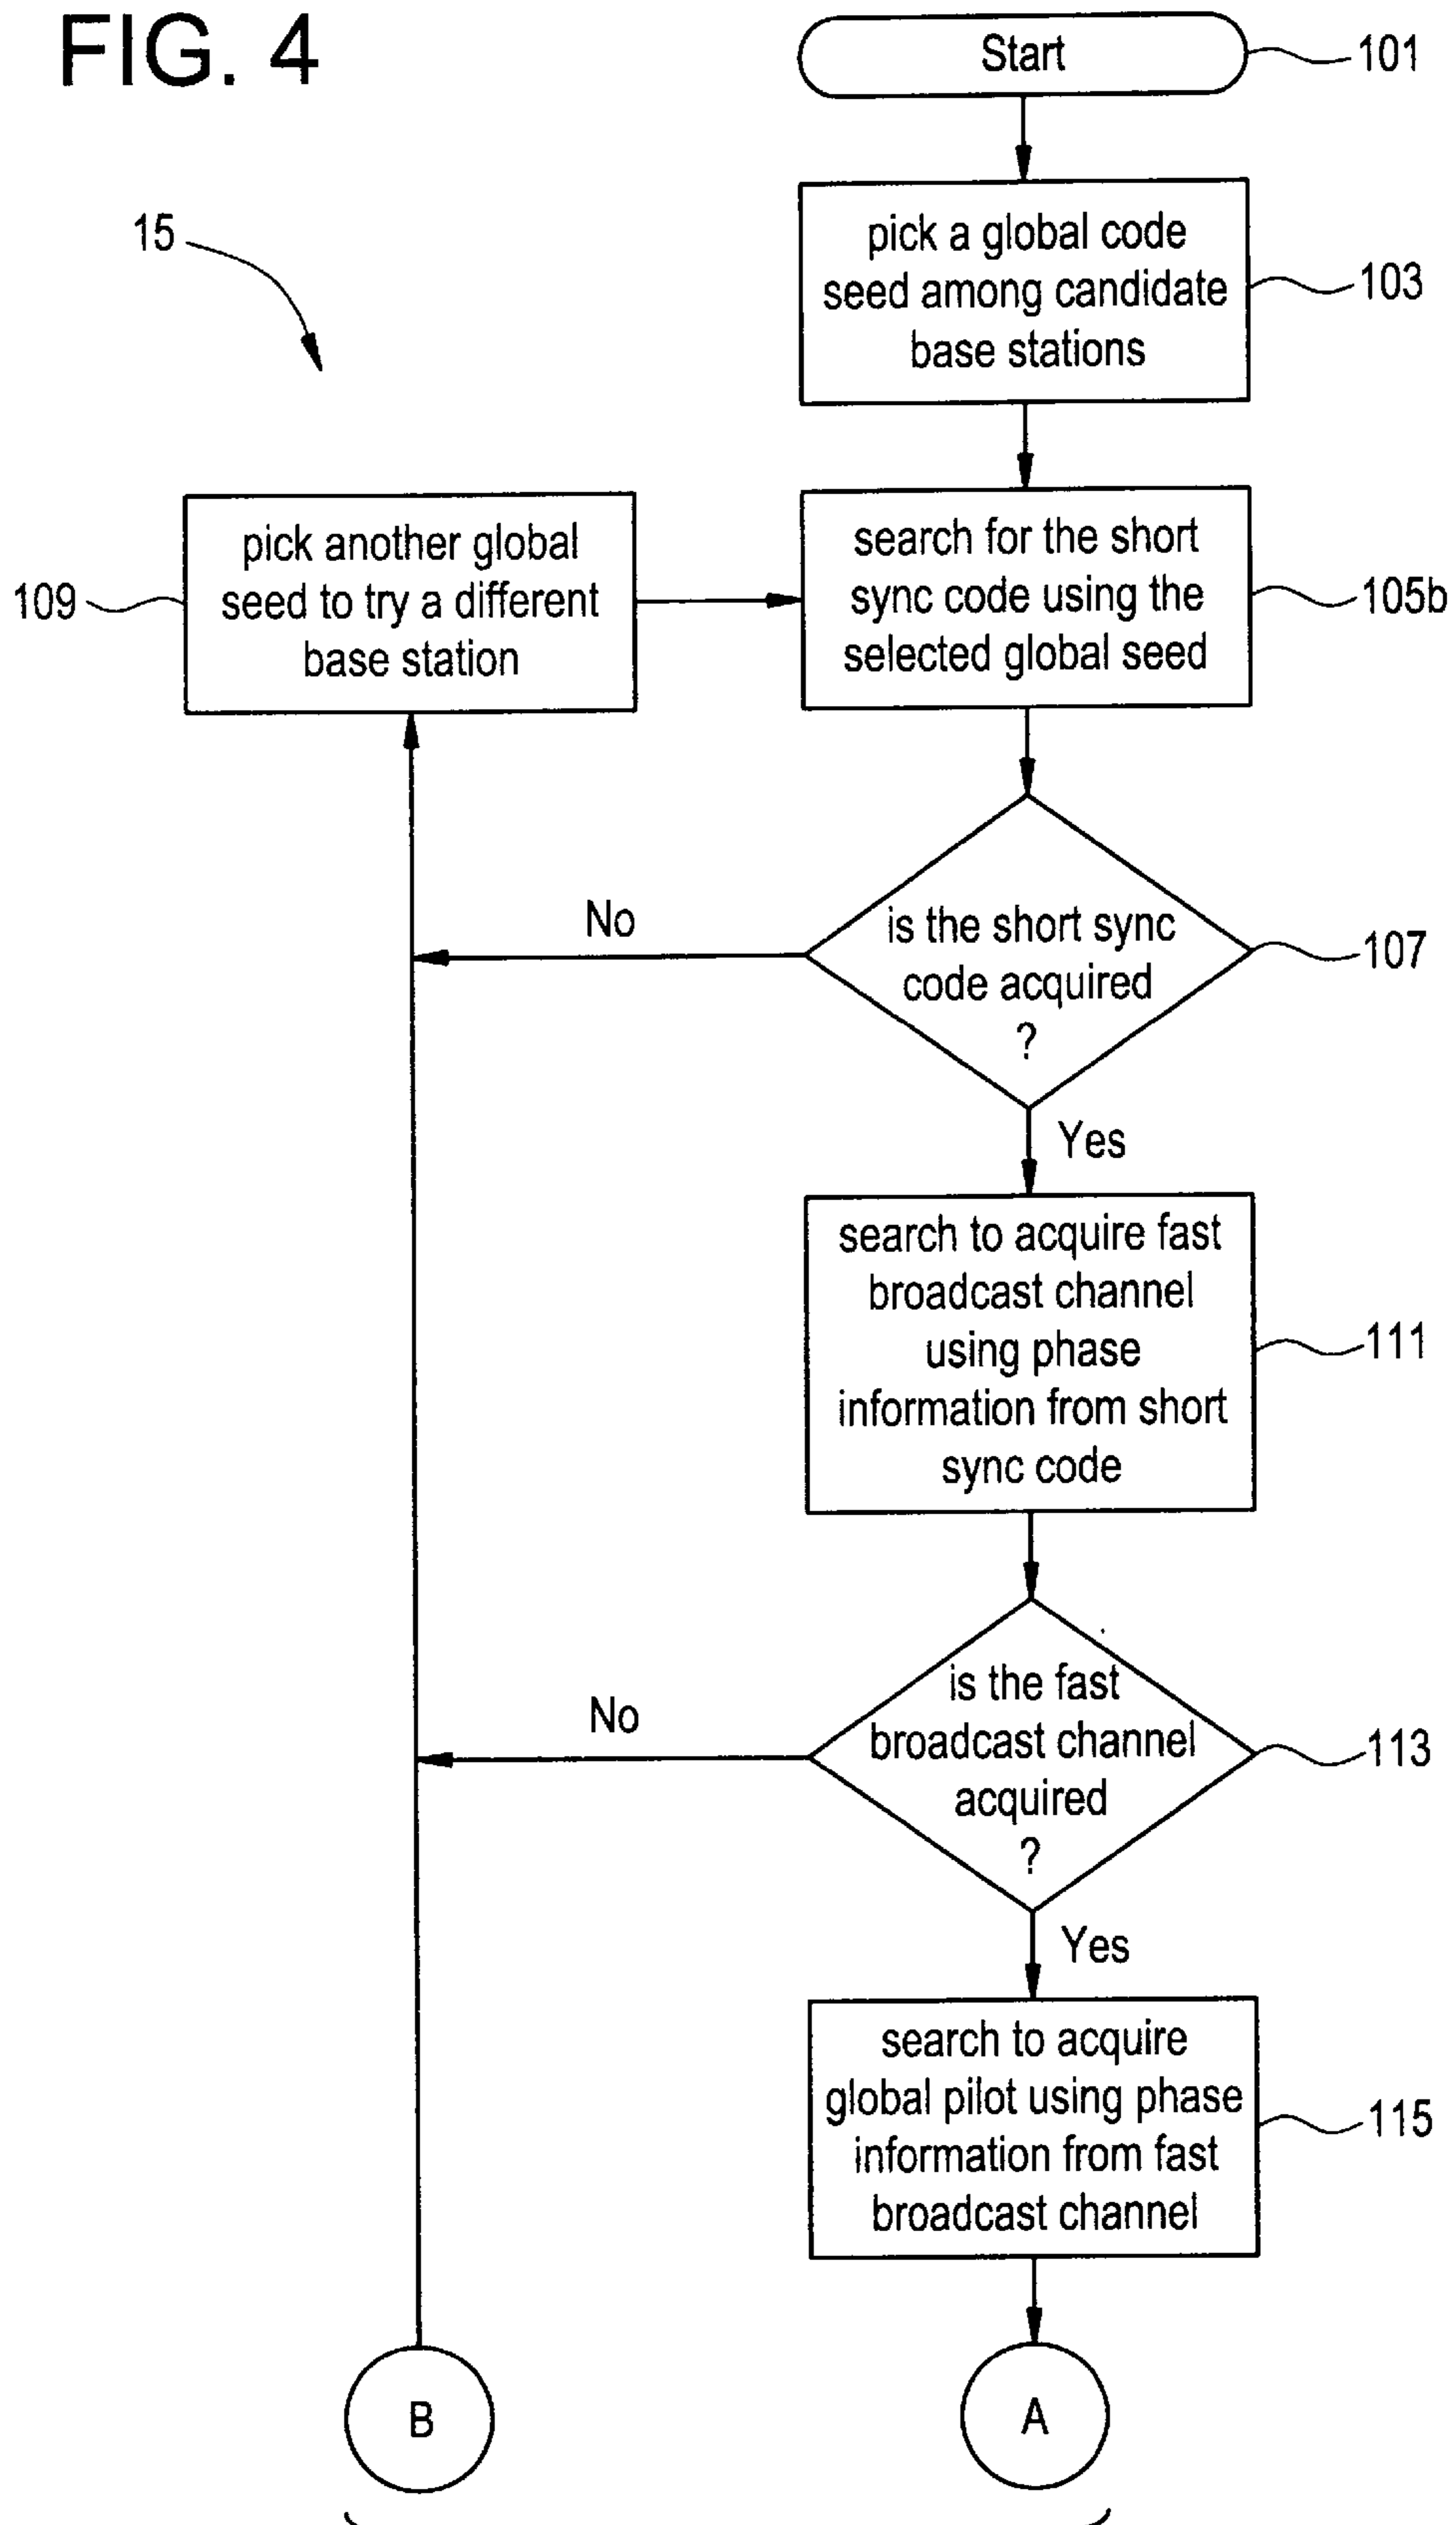 FIG. 4
Start
101
15
pick a global code
seed among candidate
base stations
103
109
pick another global
seed to try a different
base station
search for the short
sync code using the
selected global seed
105b
No
is the short sync
code acquired
?
107
Yes
search to acquire fast
broadcast channel
using phase
information from short
sync code
111
No
is the fast
broadcast channel
acquired
?
113
Yes
search to acquire
global pilot using phase
information from fast
broadcast channel
115
B
A